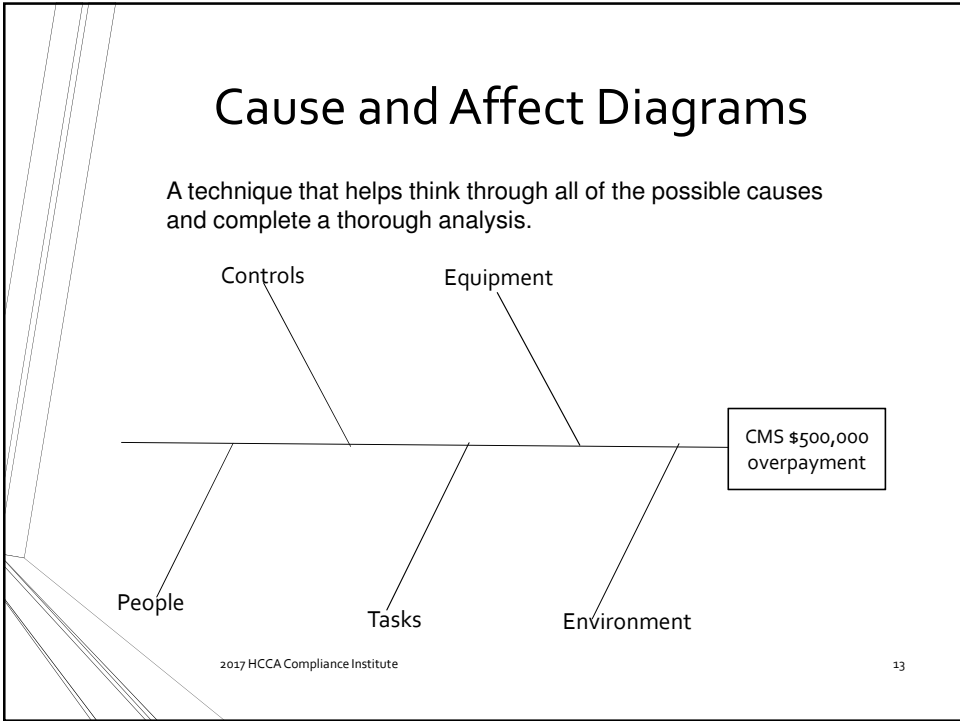 Cause and Affect Diagrams
A technique that helps think through all of the possible causes
and complete a thorough analysis.
Controls
Equipment
CMS $500,000
overpayment
People
Tasks
Environment
2017 HCCA Compliance Institute
13